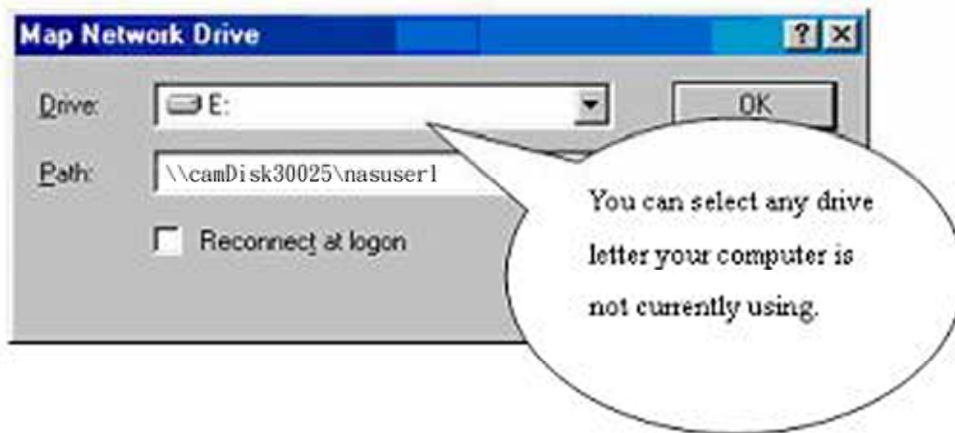 Map Network Drive
Drive: E: OK
Path: \\camDisk30025\nasuser1
Reconnect at logon
You can select any drive
letter your computer is
not currently using.